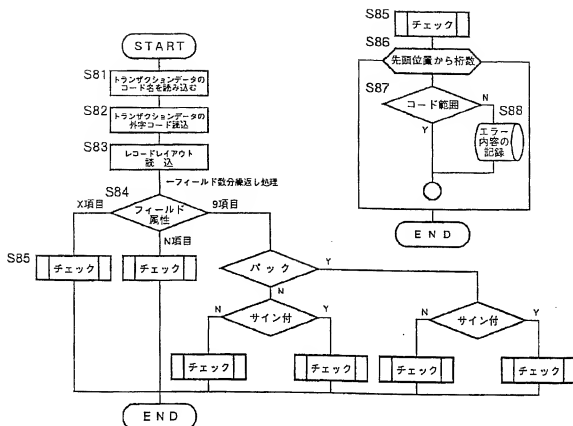 START
S81
トランザクションデータの
コード名を読み込む
S82
トランザクションデータの
外字コード読込
S83
レコードレイアウト
読込
←フィールド数分繰返し処理
S84
フィールド
属性
X項目
N項目
9項目
S85
チェック
チェック
パック
N
Y
サイン付
N
Y
サイン付
N
Y
チェック
チェック
チェック
チェック
END
S85
チェック
S86
先頭位置から桁数
S87
コード範囲
N
Y
S88
エラー
内容の
記録
END